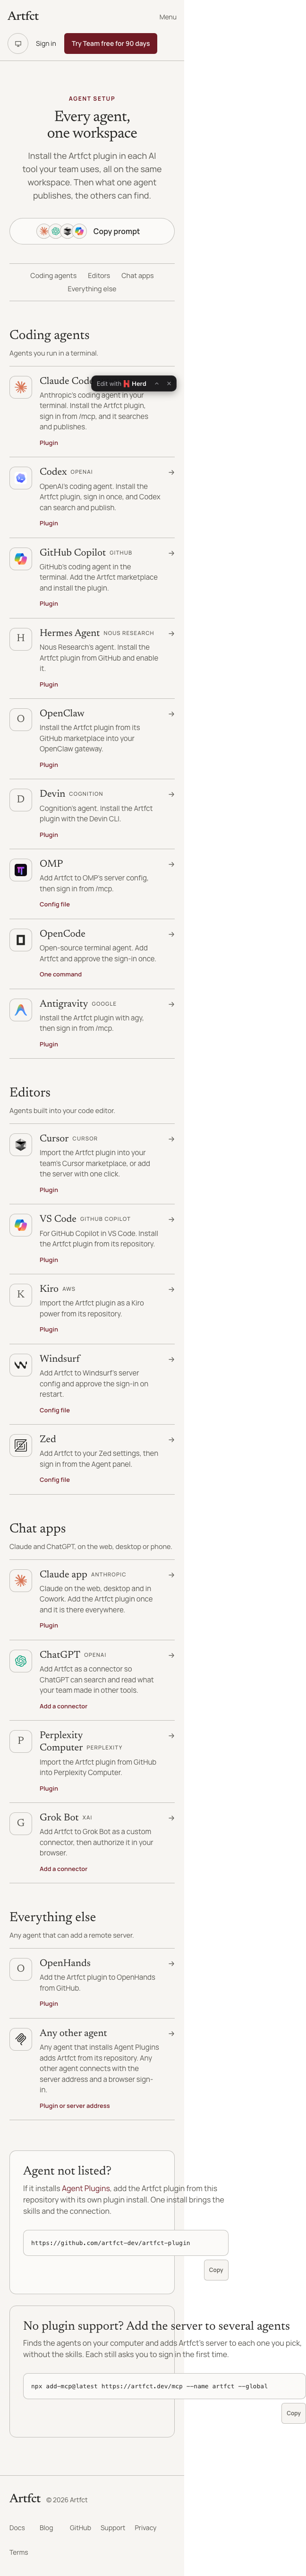 Artfct
Menu
Sign in
Try Team free for 90 days
AGENT SETUP
Every agent,
one workspace
Install the Artfct plugin in each AI
tool your team uses, all on the same
workspace. Then what one agent
publishes, the others can find.
Copy prompt
Coding agents Editors Chat apps
Everything else
Coding agents
Agents you run in a terminal.
Claude Code
Edit with Herd
Anthropic's coding agent in your
terminal. Install the Artfct plugin,
sign in from /mcp, and it searches
and publishes.
Plugin
Codex OPENAI
OpenAI's coding agent. Install the
Artfct plugin, sign in once, and Codex
can search and publish.
Plugin
GitHub Copilot GITHUB
GitHub's coding agent in the
terminal. Add the Artfct marketplace
and install the plugin.
Plugin
H
Hermes Agent NOUS RESEARCH
Nous Research's agent. Install the
Artfct plugin from GitHub and enable
it.
Plugin
O
OpenClaw
Install the Artfct plugin from its
GitHub marketplace into your
OpenClaw gateway.
Plugin
D
Devin COGNITION
Cognition's agent. Install the Artfct
plugin with the Devin CLI.
Plugin
OMP
Add Artfct to OMP's server config,
then sign in from /mcp.
Config file
OpenCode
Open-source terminal agent. Add
Artfct and approve the sign-in once.
One command
Antigravity GOOGLE
Install the Artfct plugin with agy,
then sign in from /mcp.
Plugin
Editors
Agents built into your code editor.
Cursor CURSOR
Import the Artfct plugin into your
team's Cursor marketplace, or add
the server with one click.
Plugin
VS Code GITHUB COPILOT
For GitHub Copilot in VS Code. Install
the Artfct plugin from its repository.
Plugin
K
Kiro AWS
Import the Artfct plugin as a Kiro
power from its repository.
Plugin
Windsurf
Add Artfct to Windsurf's server
config and approve the sign-in on
restart.
Config file
Zed
Add Artfct to your Zed settings, then
sign in from the Agent panel.
Config file
Chat apps
Claude and ChatGPT, on the web, desktop or phone.
Claude app ANTHROPIC
Claude on the web, desktop and in
Cowork. Add the Artfct plugin once
and it is there everywhere.
Plugin
ChatGPT OPENAI
Add Artfct as a connector so
ChatGPT can search and read what
your team made in other tools.
Add a connector
P
Perplexity
Computer PERPLEXITY
Import the Artfct plugin from GitHub
into Perplexity Computer.
Plugin
G
Grok Bot XAI
Add Artfct to Grok Bot as a custom
connector, then authorize it in your
browser.
Add a connector
Everything else
Any agent that can add a remote server.
O
OpenHands
Add the Artfct plugin to OpenHands
from GitHub.
Plugin
Any other agent
Any agent that installs Agent Plugins
adds Artfct from its repository. Any
other agent connects with the
server address and a browser sign-
in.
Plugin or server address
Agent not listed?
If it installs Agent Plugins, add the Artfct plugin from this
repository with its own plugin install. One install brings the
skills and the connection.
https://github.com/artfct-dev/artfct-plugin
Copy
No plugin support? Add the server to several agents
Finds the agents on your computer and adds Artfct's server to each one you pick,
without the skills. Each still asks you to sign in the first time.
npx add-mcp@latest https://artfct.dev/mcp --name artfct --global
Copy
Artfct © 2026 Artfct
Docs Blog GitHub Support Privacy
Terms